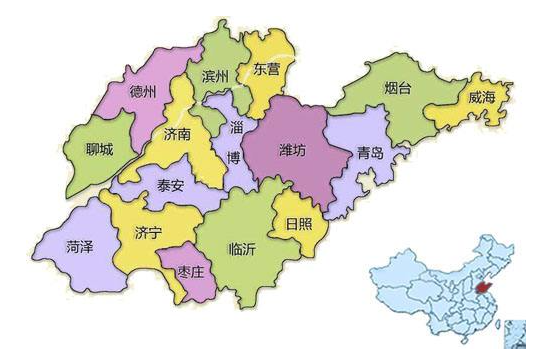 滨州
东营
德州
烟台
威海
济南
淄
博
聊城
潍坊
青岛
泰安
菏泽
济宁
日照
临沂
枣庄